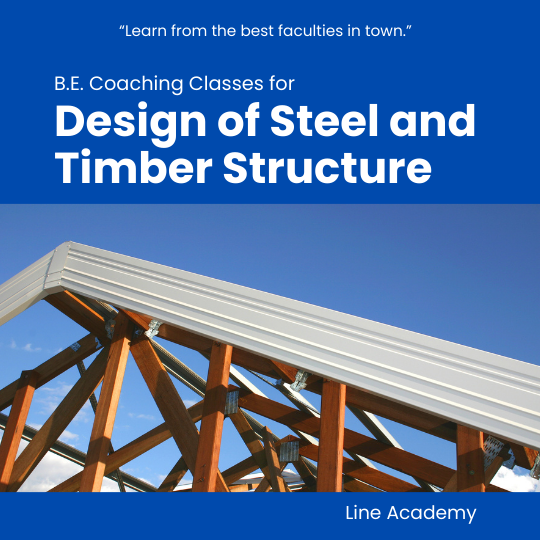 “Learn from the best faculties in town.”
B.E. Coaching Classes for
Design of Steel and
Timber Structure
Line Academy